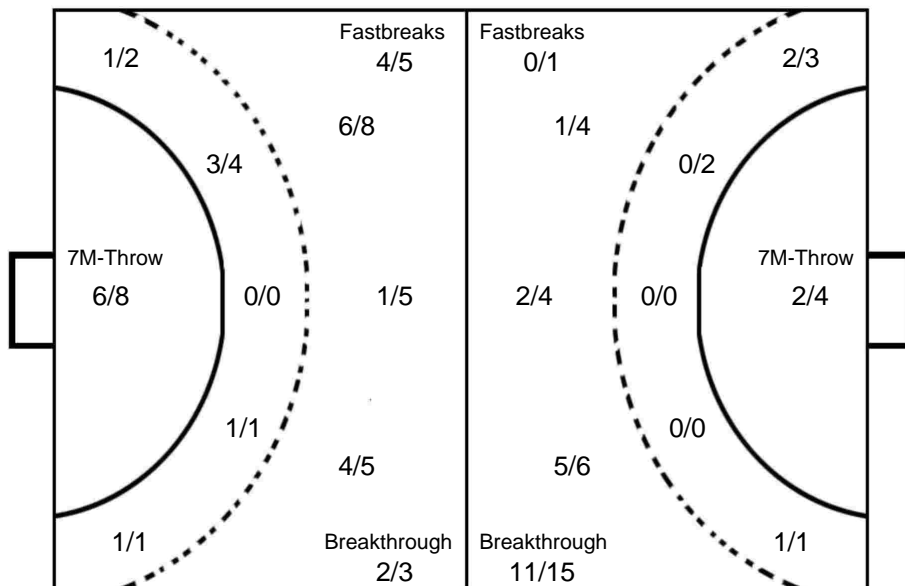 Fastbreaks Fastbreaks
1/2 4/5 0/1 2/3
6/8 1/4
3/4 0/2
7M-Throw 7M-Throw
6/8 0/0 1/5 2/4 0/0 2/4
1/1 0/0
4/5 5/6
1/1 Breakthrough Breakthrough 1/1
2/3 11/15